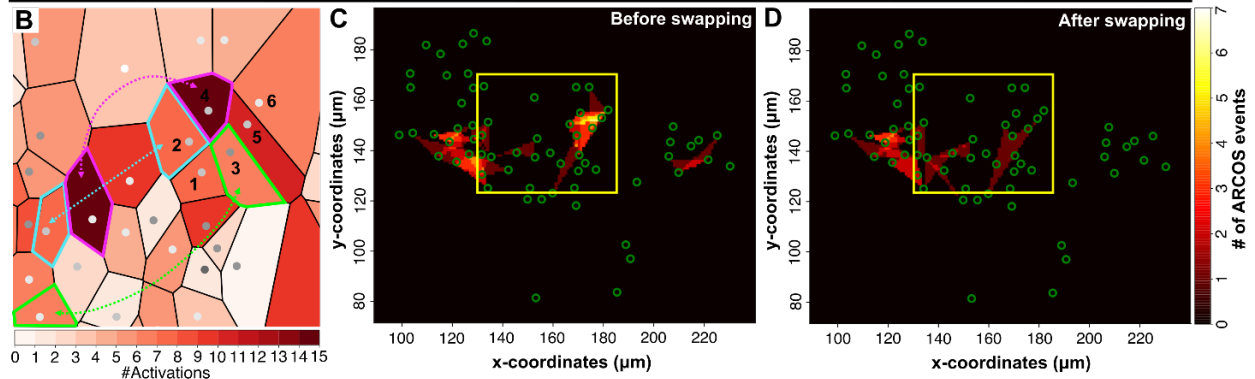 B
4
6
2
5
3
1
0 1 2 3 4 5 6 7 8 9 10 11 12 13 14 15
#Activations
C
Before swapping
180
160
140
120
100
80
y-coordinates (µm)
100 120 140 160 180 200 220
x-coordinates (µm)
D
After swapping
180
160
140
120
100
80
y-coordinates (µm)
100 120 140 160 180 200 220
x-coordinates (µm)
7
6
5
4
3
2
1
0
# of ARCOS events